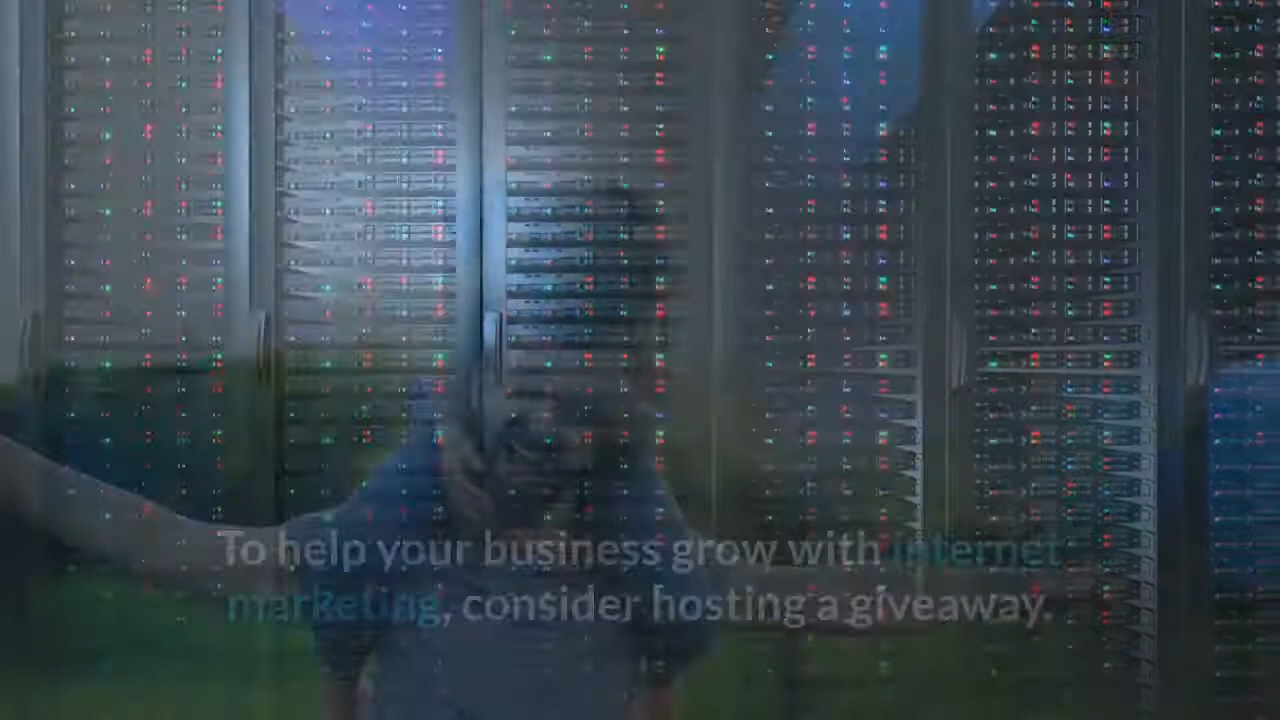 To help your business grow with internet
marketing, consider hosting a giveaway.